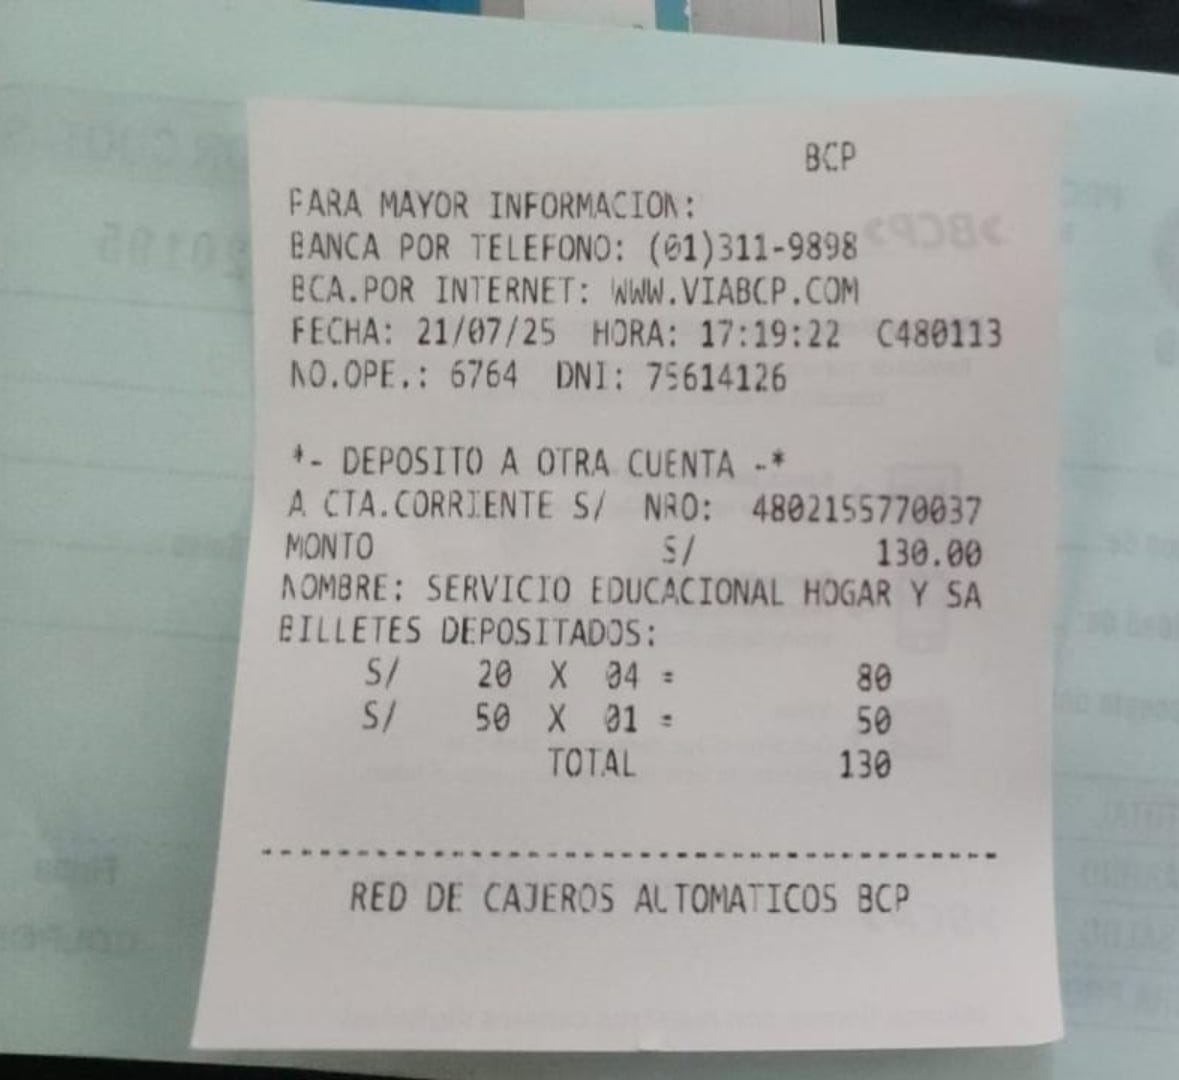 BCP
PARA MAYOR INFORMACION:
BANCA POR TELEFONO: (01)311-9898
BCA.POR INTERNET: WWW.VIABCP.COM
FECHA: 21/07/25 HORA: 17:19:22 C480113
NO.OPE.: 6764 DNI: 75614126
*- DEPOSITO A OTRA CUENTA -*
A CTA.CORRIENTE S/ NRO: 4802155770037
MONTO S/ 130.00
NOMBRE: SERVICIO EDUCACIONAL HOGAR Y SA
BILLETES DEPOSITADOS:
S/ 20 X 04 = 80
S/ 50 X 01 = 50
TOTAL 130
RED DE CAJEROS AUTOMATICOS BCP